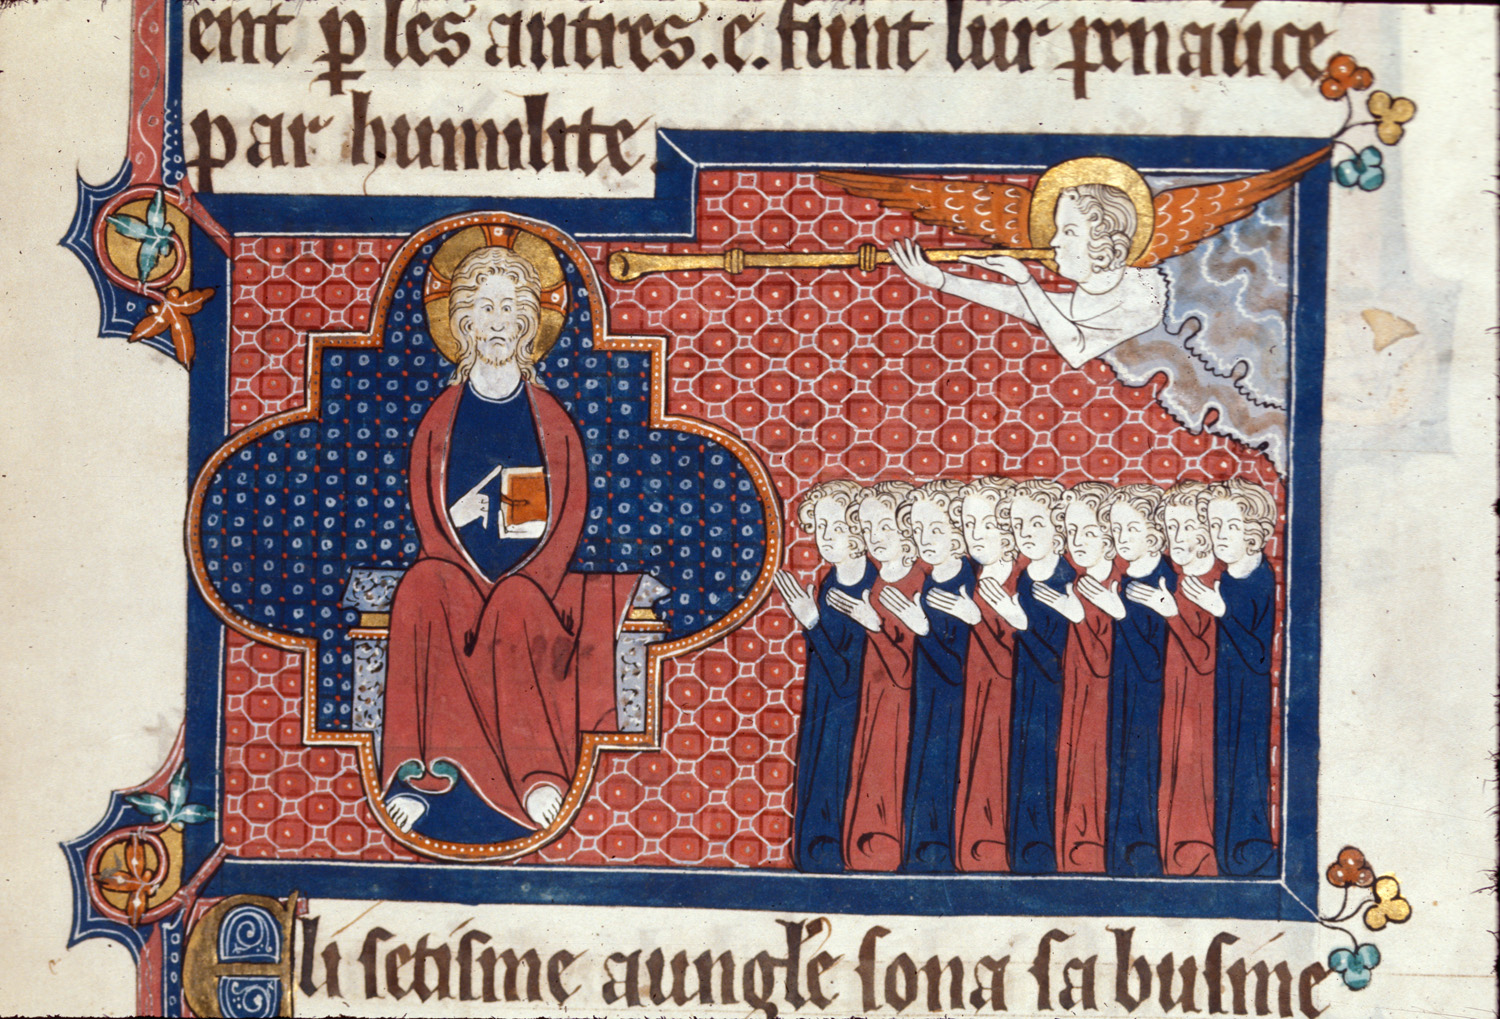 ent p̲ les autres .e. funt lur penaūce
par humilite.
E li setisme aungle sona sa busine